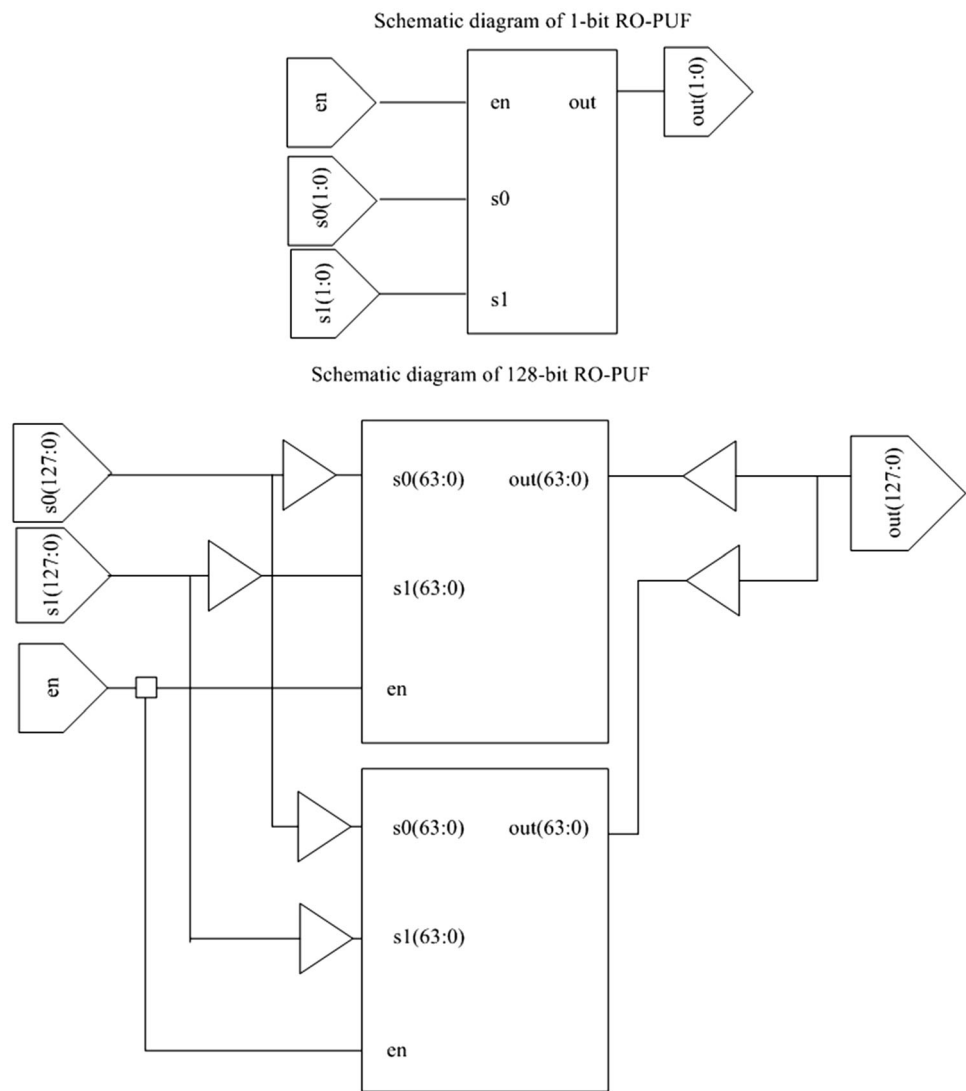 Schematic diagram of 1-bit RO-PUF
en
en
out
out(1:0)
s0(1:0)
s0
s1(1:0)
s1
Schematic diagram of 128-bit RO-PUF
s0(127:0)
s0(63:0)
out(63:0)
out(127:0)
s1(127:0)
s1(63:0)
en
en
s0(63:0)
out(63:0)
s1(63:0)
en